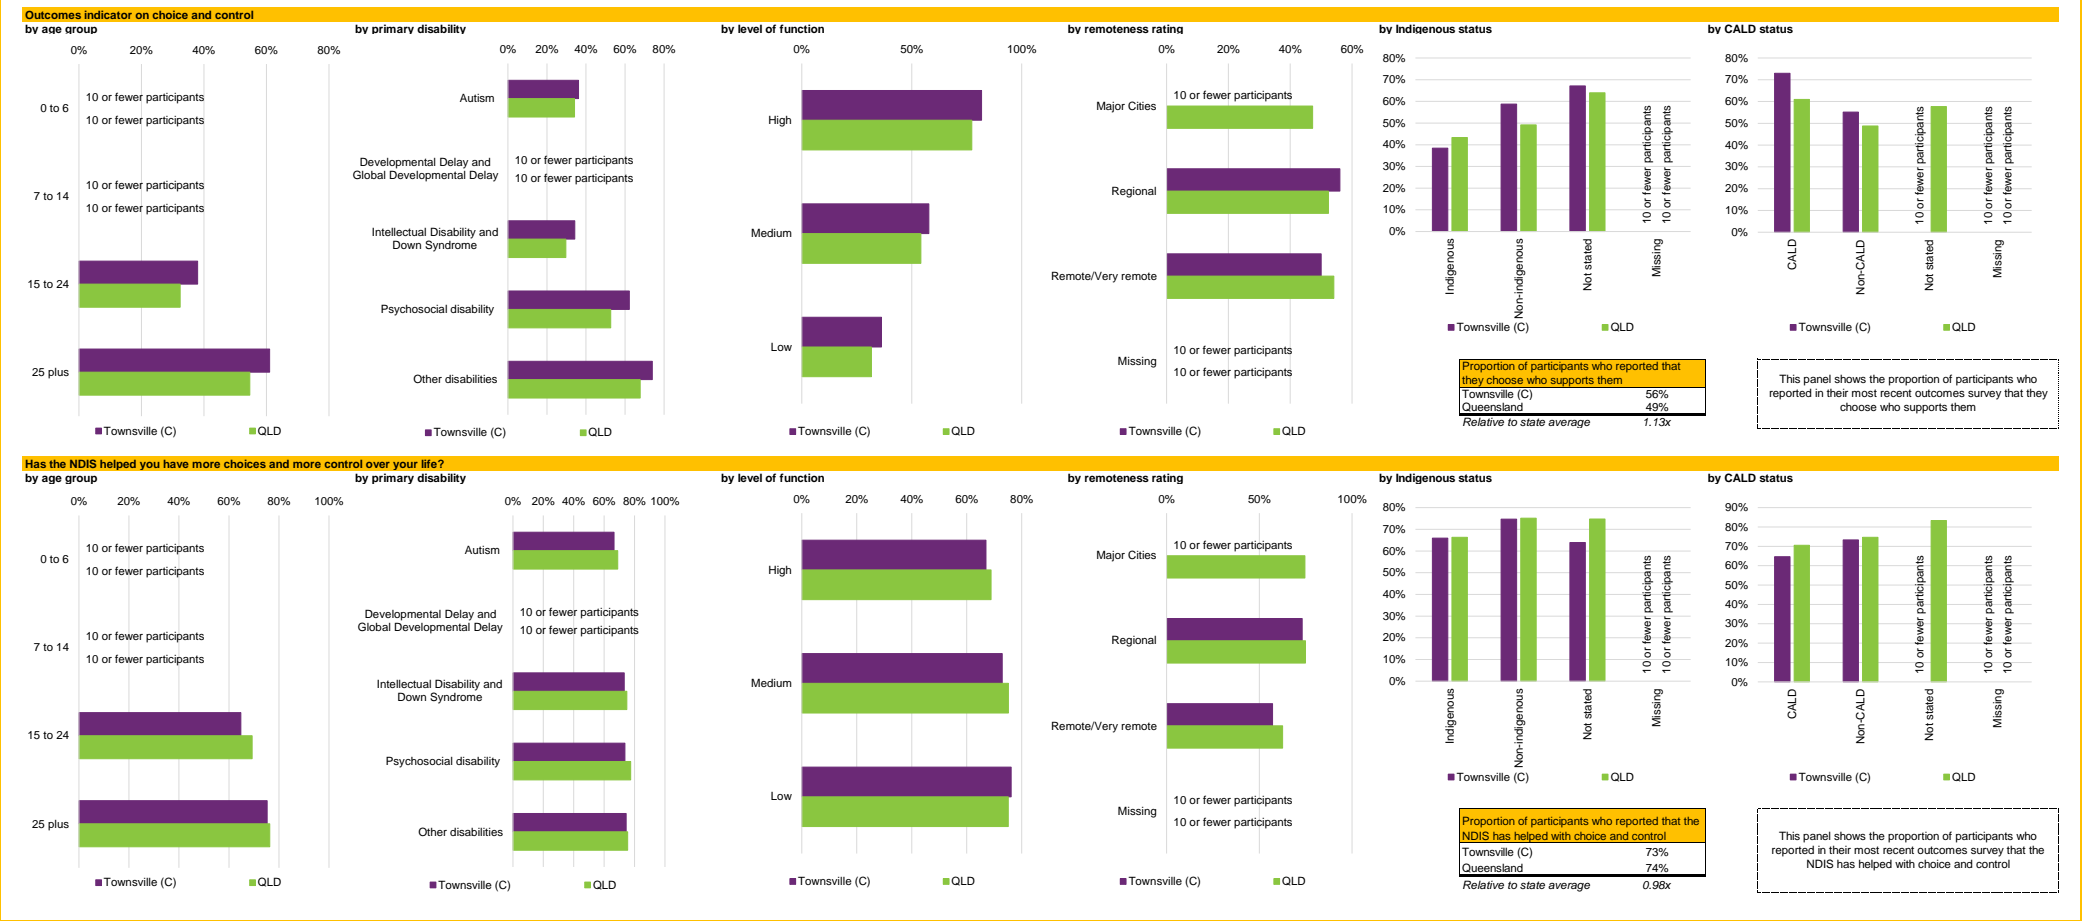 Outcomes indicator on choice and control
by age group
0% 20% 40% 60% 80%
0 to 6
10 or fewer participants
10 or fewer participants
7 to 14
10 or fewer participants
10 or fewer participants
15 to 24
25 plus
Townsville (C) QLD
by primary disability
0% 20% 40% 60% 80%
Autism
Developmental Delay and
Global Developmental Delay
10 or fewer participants
10 or fewer participants
Intellectual Disability and
Down Syndrome
Psychosocial disability
Other disabilities
Townsville (C) QLD
by level of function
0% 50% 100%
High
Medium
Low
Townsville (C) QLD
by remoteness rating
0% 20% 40% 60%
Major Cities
10 or fewer participants
Regional
Remote/Very remote
Missing
10 or fewer participants
10 or fewer participants
Townsville (C) QLD
by Indigenous status
80%
70%
60%
50%
40%
30%
20%
10%
0%
10 or fewer participants
10 or fewer participants
Indigenous
Non-indigenous
Not stated
Missing
Townsville (C) QLD
Proportion of participants who reported that
they choose who supports them
Townsville (C) 56%
Queensland 49%
Relative to state average 1.13x
by CALD status
80%
70%
60%
50%
40%
30%
20%
10%
0%
10 or fewer participants
10 or fewer participants
10 or fewer participants
CALD
Non-CALD
Not stated
Missing
Townsville (C) QLD
This panel shows the proportion of participants who
reported in their most recent outcomes survey that they
choose who supports them
Has the NDIS helped you have more choices and more control over your life?
by age group
0% 20% 40% 60% 80% 100%
0 to 6
10 or fewer participants
10 or fewer participants
7 to 14
10 or fewer participants
10 or fewer participants
15 to 24
25 plus
Townsville (C) QLD
by primary disability
0% 20% 40% 60% 80% 100%
Autism
Developmental Delay and
Global Developmental Delay
10 or fewer participants
10 or fewer participants
Intellectual Disability and
Down Syndrome
Psychosocial disability
Other disabilities
Townsville (C) QLD
by level of function
0% 20% 40% 60% 80%
High
Medium
Low
Townsville (C) QLD
by remoteness rating
0% 50% 100%
Major Cities
10 or fewer participants
Regional
Remote/Very remote
Missing
10 or fewer participants
10 or fewer participants
Townsville (C) QLD
by Indigenous status
80%
70%
60%
50%
40%
30%
20%
10%
0%
10 or fewer participants
10 or fewer participants
Indigenous
Non-indigenous
Not stated
Missing
Townsville (C) QLD
Proportion of participants who reported that the
NDIS has helped with choice and control
Townsville (C) 73%
Queensland 74%
Relative to state average 0.98x
by CALD status
90%
80%
70%
60%
50%
40%
30%
20%
10%
0%
10 or fewer participants
10 or fewer participants
10 or fewer participants
CALD
Non-CALD
Not stated
Missing
Townsville (C) QLD
This panel shows the proportion of participants who
reported in their most recent outcomes survey that the
NDIS has helped with choice and control